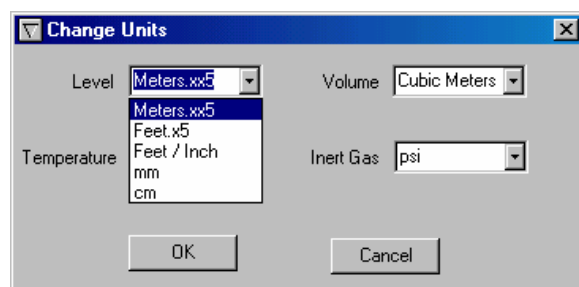 Change Units
Level Meters.xx5 Volume Cubic Meters
Meters.xx5
Feet.x5
Feet / Inch
mm
cm
Temperature Inert Gas psi
OK Cancel